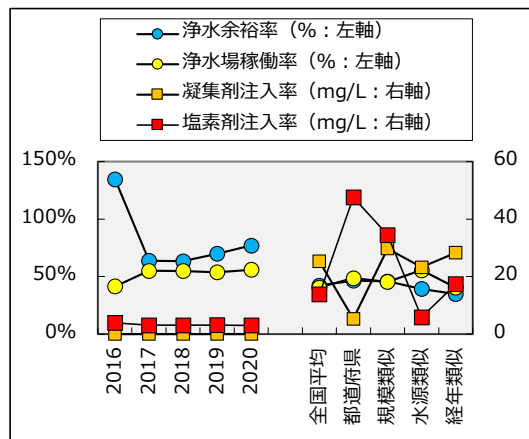 浄水余裕率（%：左軸）
浄水場稼働率（%：左軸）
凝集剤注入率（mg/L：右軸）
塩素剤注入率（mg/L：右軸）
150%
100%
50%
0%
60
40
20
0
2016
2017
2018
2019
2020
全国平均
都道府県
規模類似
水源類似
経年類似